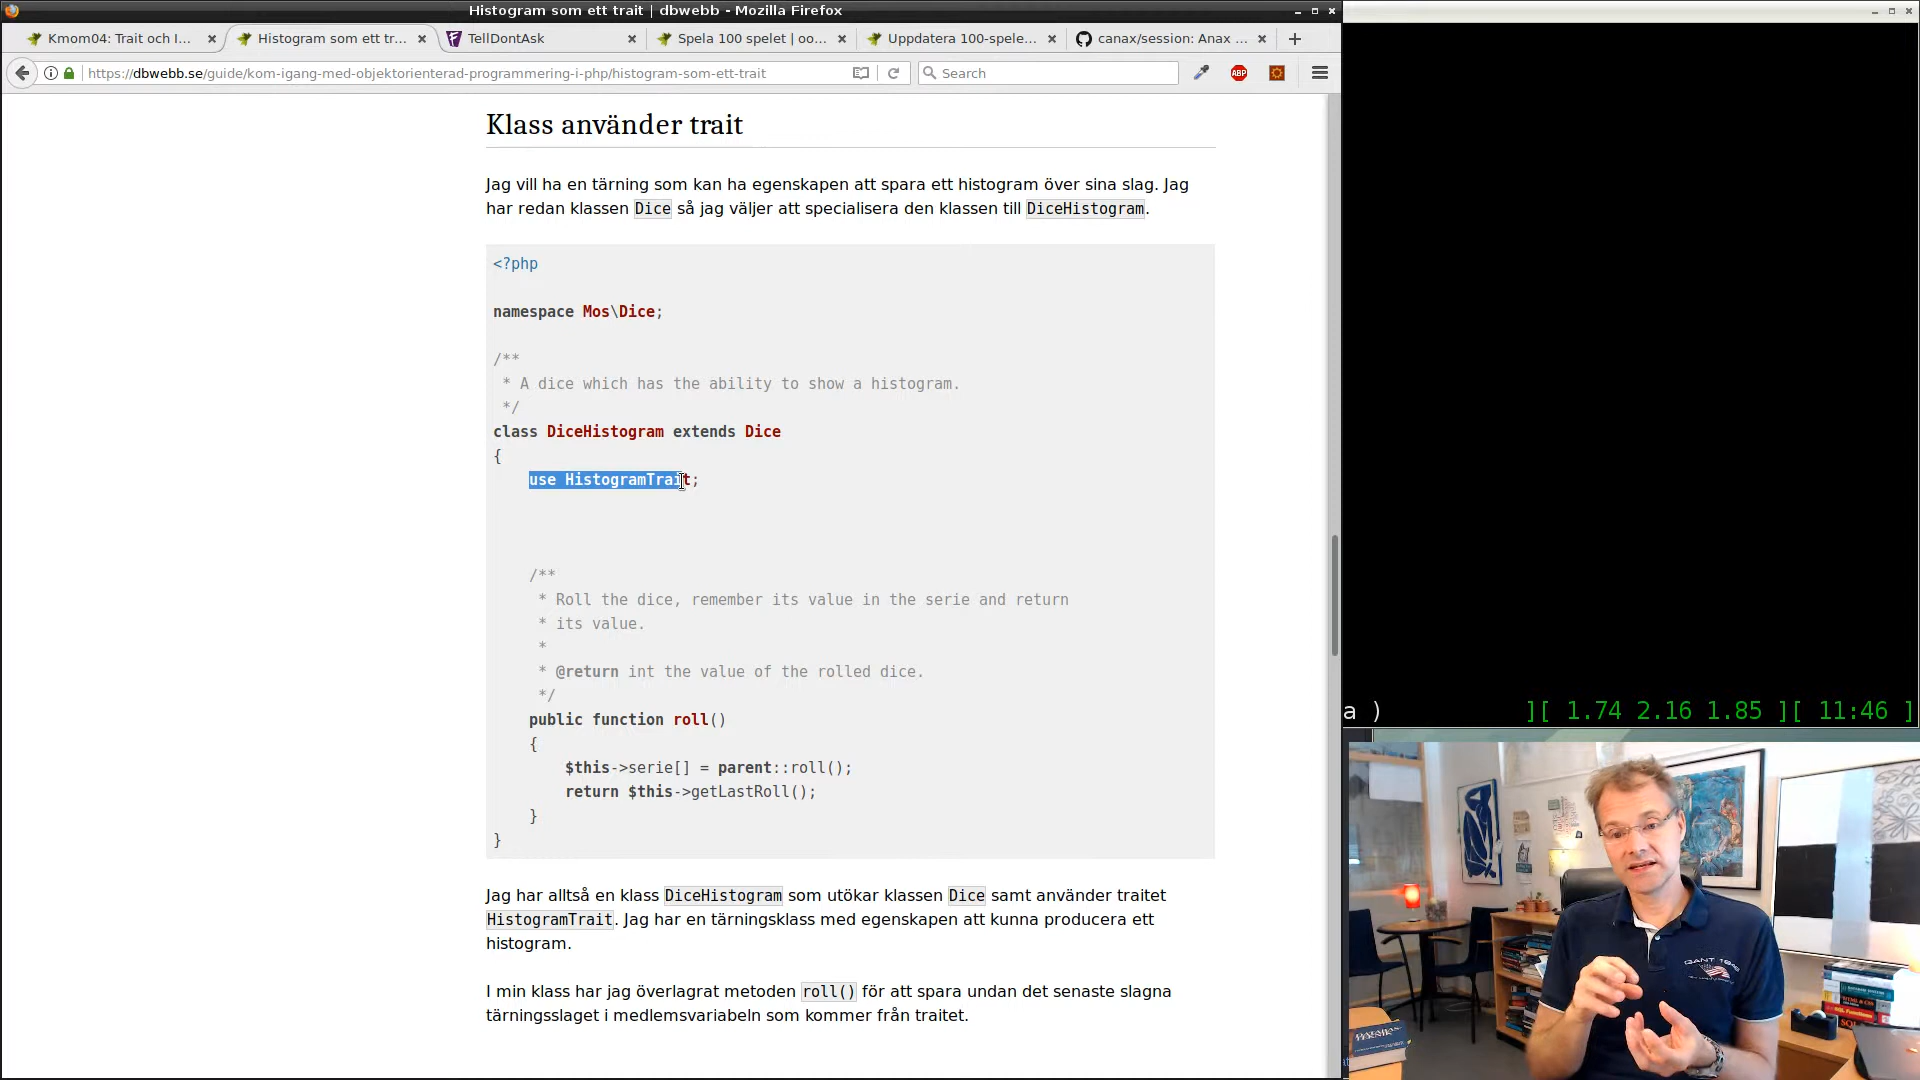 Histogram som ett trait | dbwebb - Mozilla Firefox
Kmom04: Trait och I...
Histogram som ett tr...
TellDontAsk
Spela 100 spelet | oo...
Uppdatera 100-spele...
canax/session: Anax ...
https://dbwebb.se/guide/kom-igang-med-objektorienterad-programmering-i-php/histogram-som-ett-trait
Search
ABP
Klass använder trait
Jag vill ha en tärning som kan ha egenskapen att spara ett histogram över sina slag. Jag
har redan klassen Dice så jag väljer att specialisera den klassen till DiceHistogram.
<?php
namespace Mos\Dice;
/**
* A dice which has the ability to show a histogram.
*/
class DiceHistogram extends Dice
{
use HistogramTrait;
/**
* Roll the dice, remember its value in the serie and return
* its value.
*
* @return int the value of the rolled dice.
*/
public function roll()
{
$this->serie[] = parent::roll();
return $this->getLastRoll();
}
}
Jag har alltså en klass DiceHistogram som utökar klassen Dice samt använder traitet
HistogramTrait. Jag har en tärningsklass med egenskapen att kunna producera ett
histogram.
I min klass har jag överlagrat metoden roll() för att spara undan det senaste slagna
tärningsslaget i medlemsvariabeln som kommer från traitet.
a ) ][ 1.74 2.16 1.85 ][ 11:46 ]